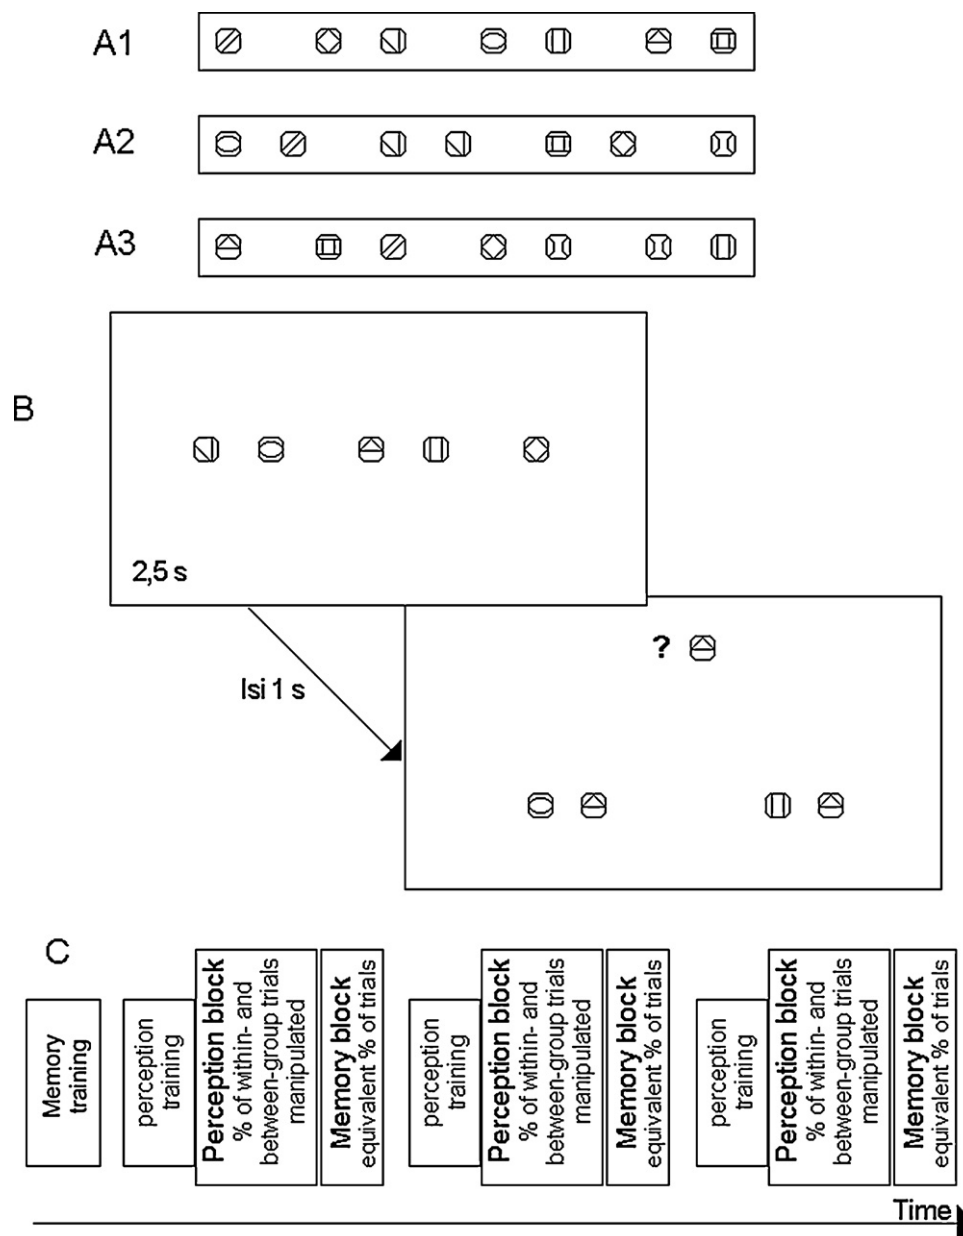 A1
A2
A3
B
2,5 s
Isi 1 s
?
C
Memory
training
perception
training
Perception block
% of within- and
between-group trials
manipulated
Memory block
equivalent % of trials
perception
training
Perception block
% of within- and
between-group trials
manipulated
Memory block
equivalent % of trials
perception
training
Perception block
% of within- and
between-group trials
manipulated
Memory block
equivalent % of trials
Time